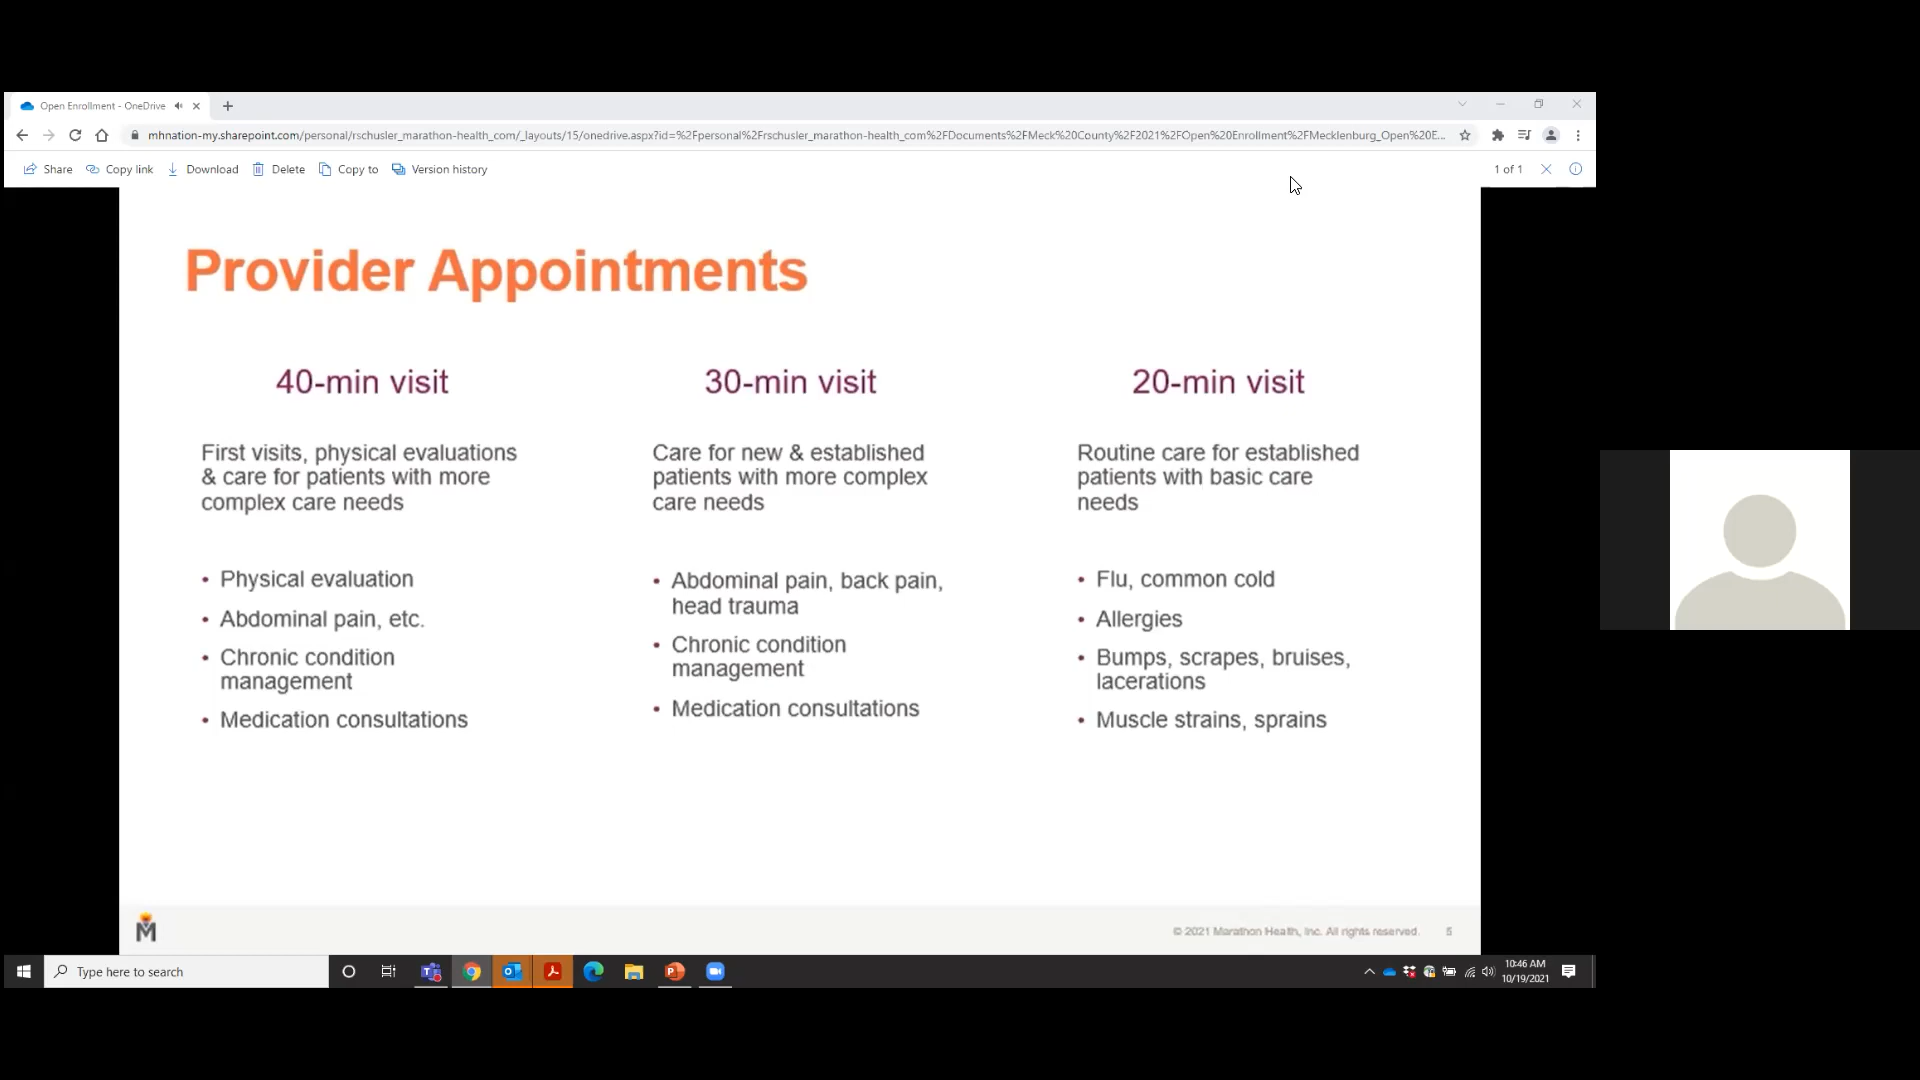 Open Enrollment - OneDrive
mhnation-my.sharepoint.com/personal/rschusler_marathon-health_com/_layouts/15/onedrive.aspx?id=%2Fpersonal%2Frschusler_marathon-health_com%2FDocuments%2FMeck%20County%2F2021%2FOpen%20Enrollment%2FMecklenburg_Open%20E...
Share Copy link Download Delete Copy to Version history 1 of 1
Provider Appointments
40-min visit
First visits, physical evaluations
& care for patients with more
complex care needs
• Physical evaluation
• Abdominal pain, etc.
• Chronic condition
management
• Medication consultations
30-min visit
Care for new & established
patients with more complex
care needs
• Abdominal pain, back pain,
head trauma
• Chronic condition
management
• Medication consultations
20-min visit
Routine care for established
patients with basic care
needs
• Flu, common cold
• Allergies
• Bumps, scrapes, bruises,
lacerations
• Muscle strains, sprains
M
© 2021 Marathon Health, Inc. All rights reserved. 5
Type here to search
10:46 AM
10/19/2021